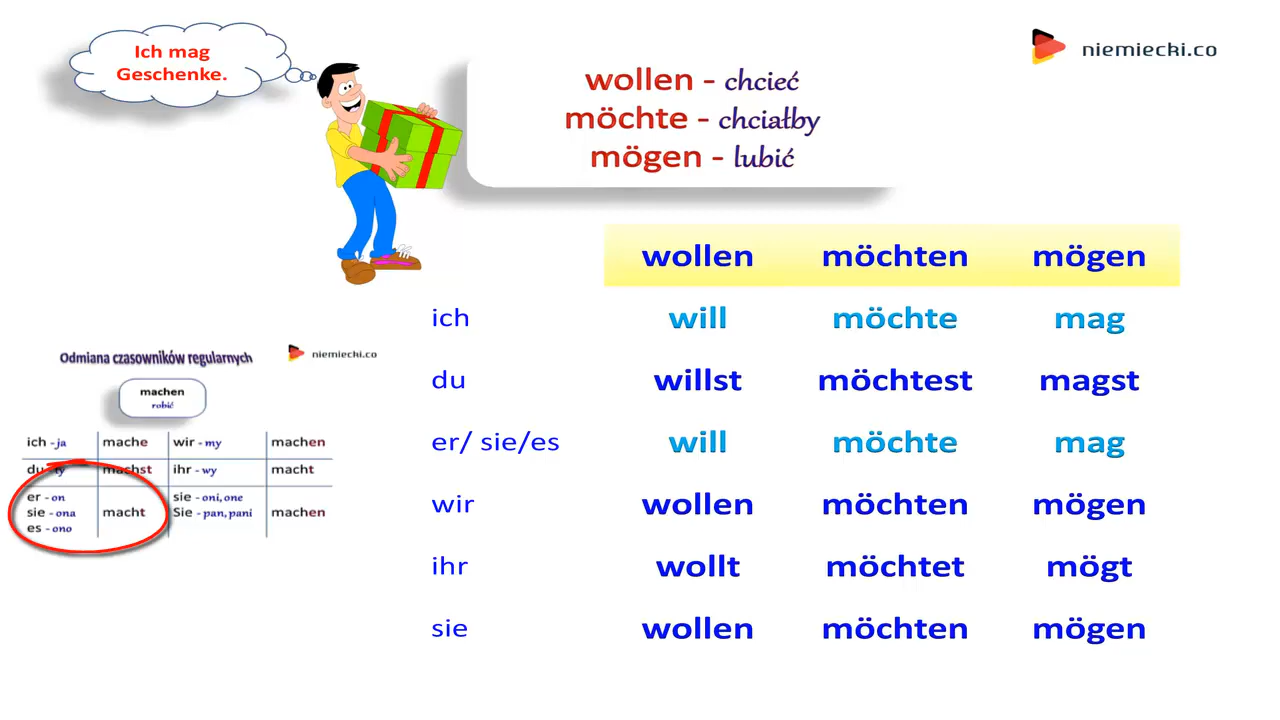 Ich mag
Geschenke.
niemiecki.co
wollen - chcieć
möchte - chciałby
mögen - lubić
wollen möchten mögen
ich will möchte mag
du willst möchtest magst
er/ sie/es will möchte mag
wir wollen möchten mögen
ihr wollt möchtet mögt
sie wollen möchten mögen
Odmiana czasowników regularnych
niemiecki.co
machen
robić
ich - ja mache wir - my machen
du - ty machst ihr - wy macht
er - on sie - oni, one
sie - ona macht Sie - pan, pani machen
es - ono